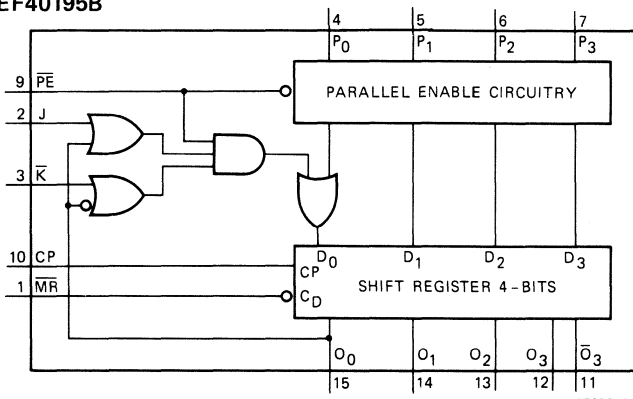 EF40195B
4 5 6 7
P0 P1 P2 P3
9 PE̅
PARALLEL ENABLE CIRCUITRY
2 J
3 K̅
D0 D1 D2 D3
10 CP
CP
SHIFT REGISTER 4-BITS
1 MR̅
CD
O0 O1 O2 O3 O̅3
15 14 13 12 11